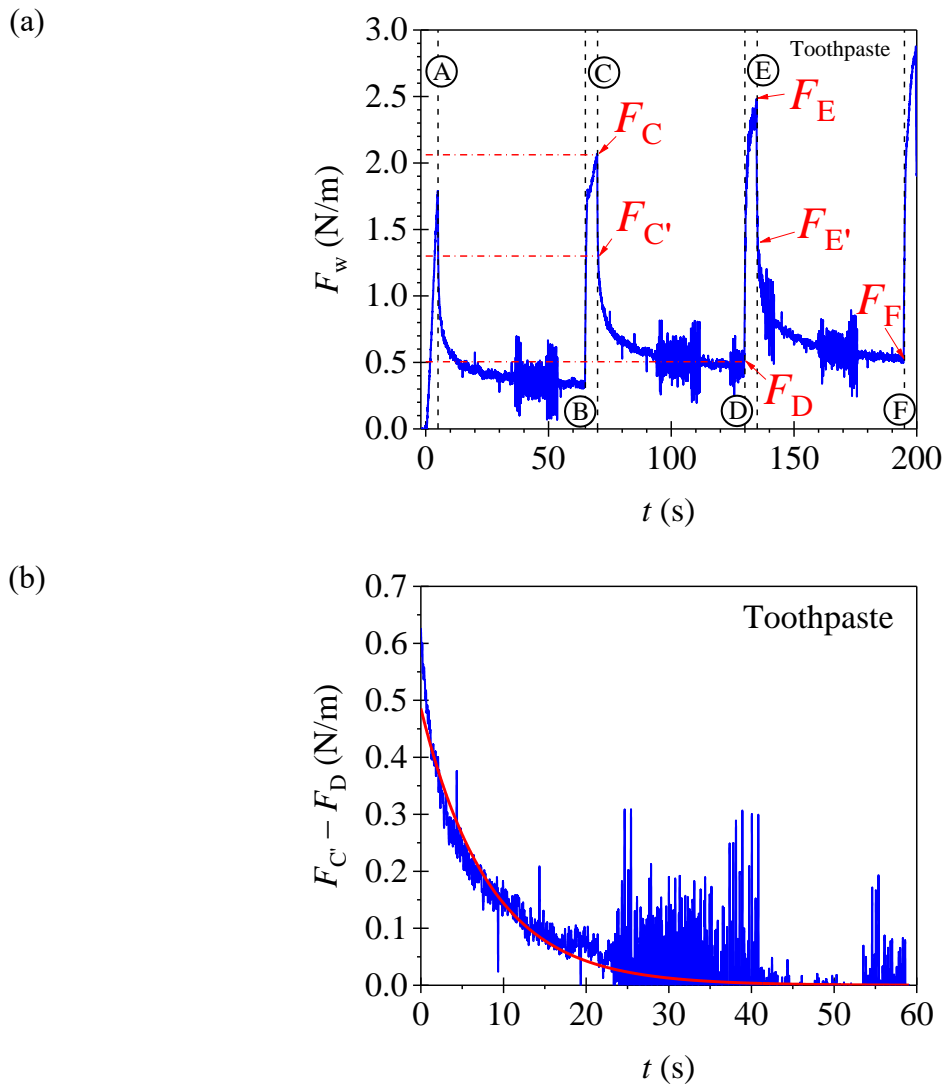 (a)
Toothpaste
A
C
E
3.0
2.5
2.0
1.5
1.0
0.5
0.0
F_w (N/m)
F_C
F_C'
F_E
F_E'
F_F
F_D
B
D
F
0 50 100 150 200
t (s)
(b)
Toothpaste
0.7
0.6
0.5
0.4
0.3
0.2
0.1
0.0
F_C' – F_D (N/m)
0 10 20 30 40 50 60
t (s)